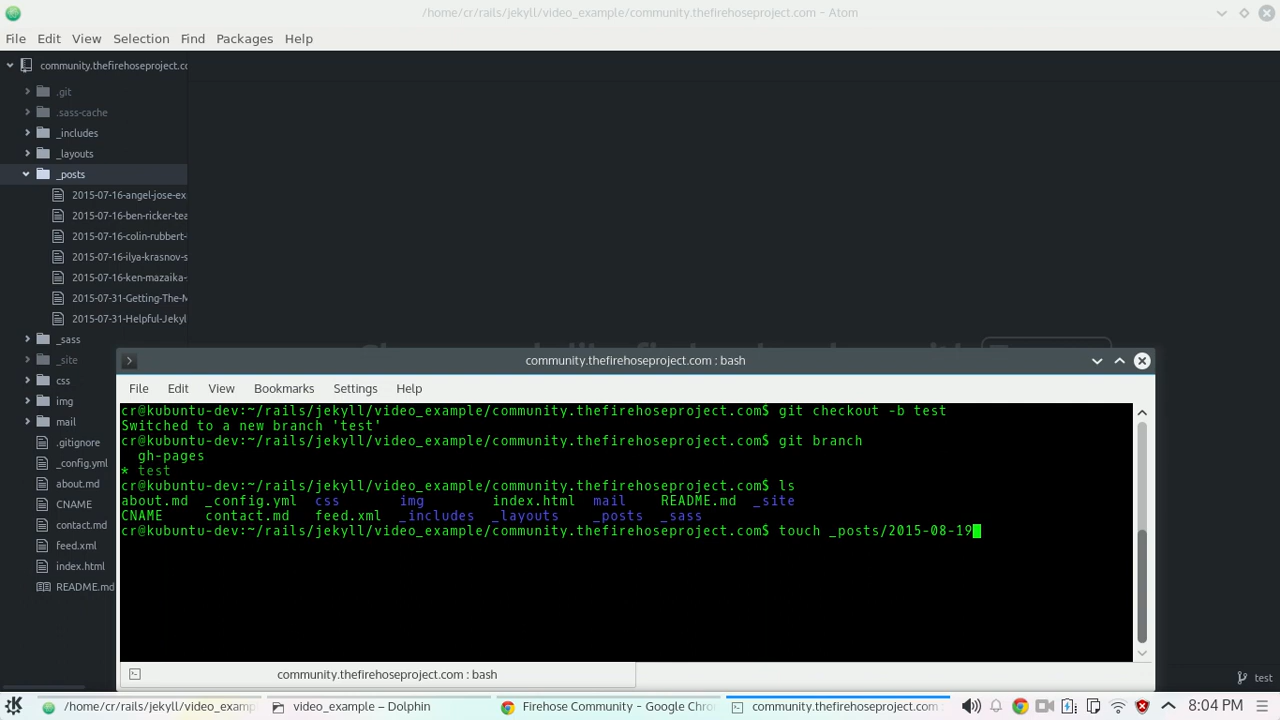 /home/cr/rails/jekyll/video_example/community.thefirehoseproject.com – Atom
File Edit View Selection Find Packages Help
community.thefirehoseproject.cc
.git
.sass-cache
_includes
_layouts
_posts
2015-07-16-angel-jose-ex
2015-07-16-ben-ricker-tea
2015-07-16-colin-rubbert-
2015-07-16-ilya-krasnov-s
2015-07-16-ken-mazaika-
2015-07-31-Getting-The-M
2015-07-31-Helpful-Jekyl
_sass
_site
css
img
mail
.gitignore
_config.yml
about.md
CNAME
contact.md
feed.xml
index.html
README.md
community.thefirehoseproject.com : bash
File Edit View Bookmarks Settings Help
cr@kubuntu-dev:~/rails/jekyll/video_example/community.thefirehoseproject.com$ git checkout -b test
Switched to a new branch 'test'
cr@kubuntu-dev:~/rails/jekyll/video_example/community.thefirehoseproject.com$ git branch
gh-pages
* test
cr@kubuntu-dev:~/rails/jekyll/video_example/community.thefirehoseproject.com$ ls
about.md _config.yml css img index.html mail README.md _site
CNAME contact.md feed.xml _includes _layouts _posts _sass
cr@kubuntu-dev:~/rails/jekyll/video_example/community.thefirehoseproject.com$ touch _posts/2015-08-19
community.thefirehoseproject.com : bash
test
/home/cr/rails/jekyll/video_examp video_example – Dolphin Firehose Community - Google Chro community.thefirehoseproject.com : 8:04 PM